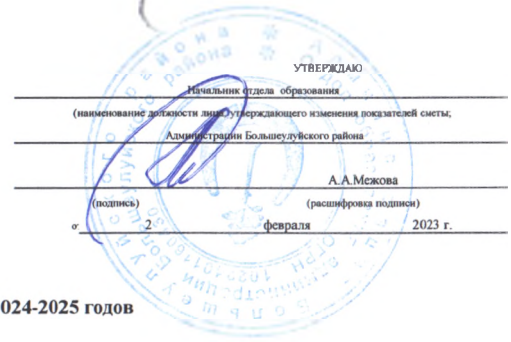 УТВЕРЖДАЮ
Начальник отдела образования
(наименование должности лица, утверждающего изменения показателей сметы;
Администрации Большеулуйского района
А.А.Межова
(подпись) (расшифровка подписи)
от 2 февраля 2023 г.
024-2025 годов